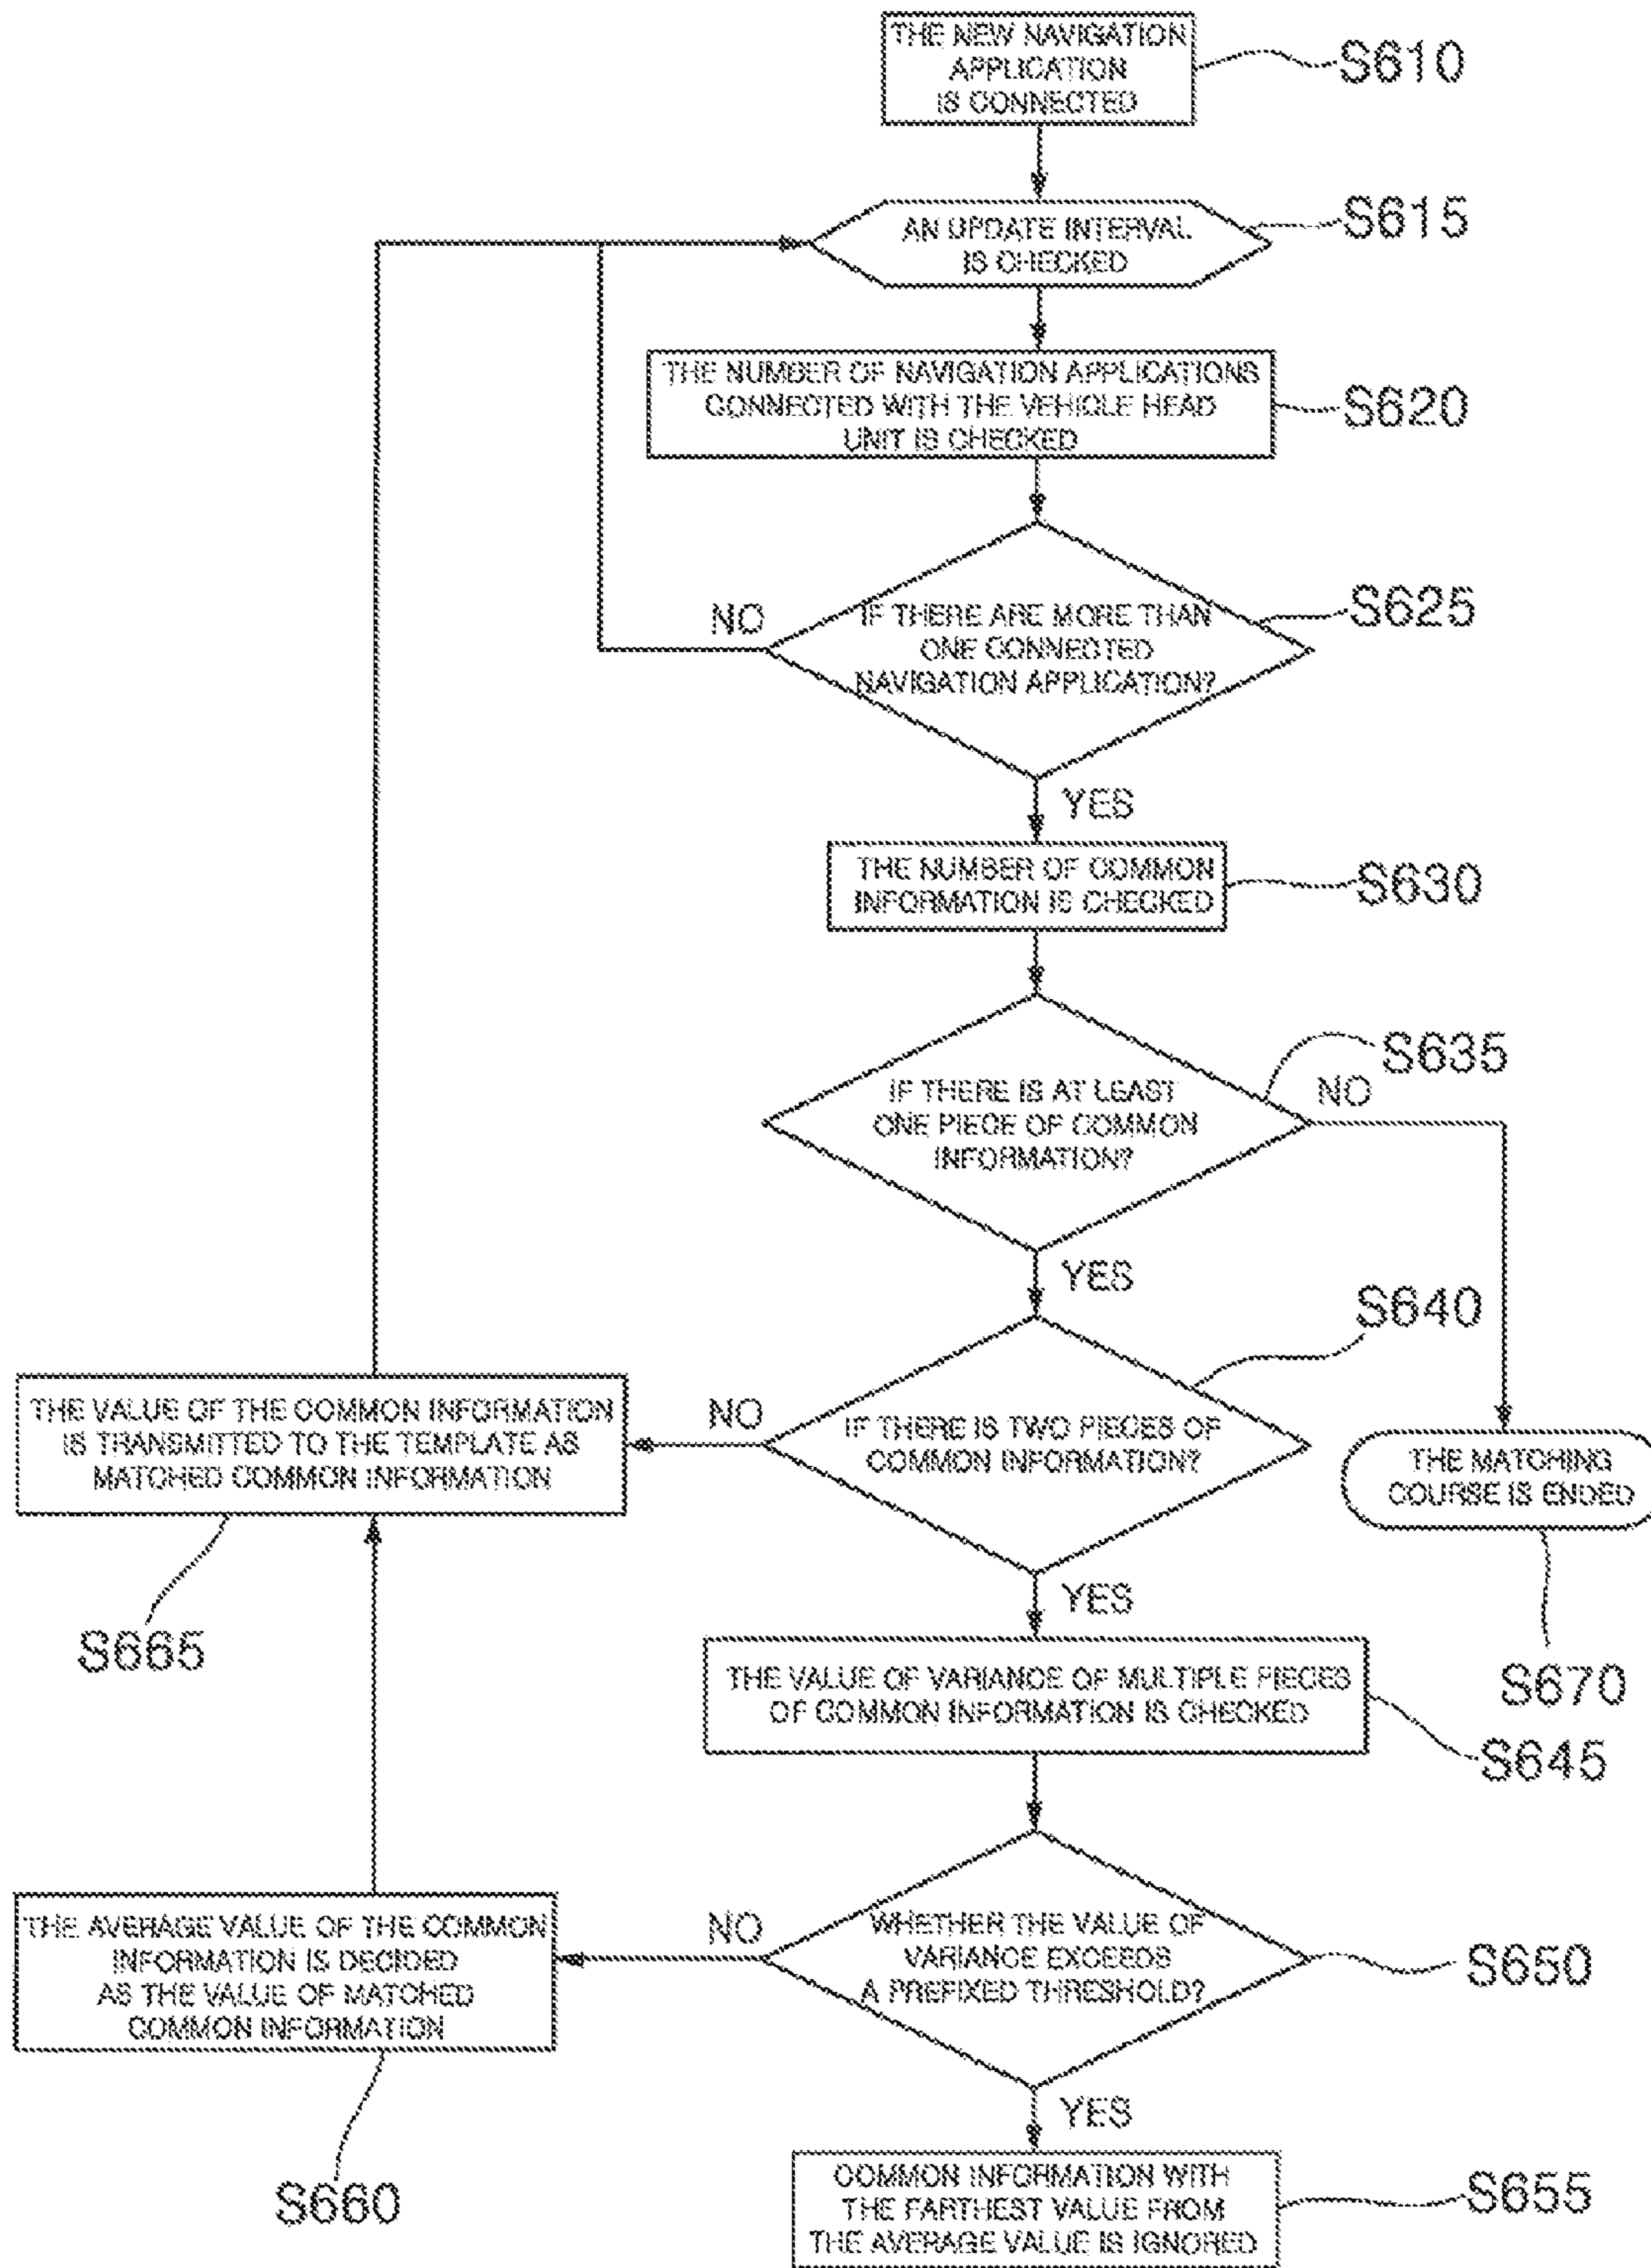 THE NEW NAVIGATION
APPLICATION
IS CONNECTED
S610
AN UPDATE INTERVAL
IS CHECKED
S615
THE NUMBER OF NAVIGATION APPLICATIONS
CONNECTED WITH THE VEHICLE HEAD
UNIT IS CHECKED
S620
IF THERE ARE MORE THAN
ONE CONNECTED
NAVIGATION APPLICATION?
S625
NO
YES
THE NUMBER OF COMMON
INFORMATION IS CHECKED
S630
IF THERE IS AT LEAST
ONE PIECE OF COMMON
INFORMATION?
S635
NO
YES
IF THERE IS TWO PIECES OF
COMMON INFORMATION?
S640
NO
THE VALUE OF THE COMMON INFORMATION
IS TRANSMITTED TO THE TEMPLATE AS
MATCHED COMMON INFORMATION
S665
THE MATCHING
COURSE IS ENDED
S670
YES
THE VALUE OF VARIANCE OF MULTIPLE PIECES
OF COMMON INFORMATION IS CHECKED
S645
WHETHER THE VALUE OF
VARIANCE EXCEEDS
A PREFIXED THRESHOLD?
S650
NO
THE AVERAGE VALUE OF THE COMMON
INFORMATION IS DECIDED
AS THE VALUE OF MATCHED
COMMON INFORMATION
S660
YES
COMMON INFORMATION WITH
THE FARTHEST VALUE FROM
THE AVERAGE VALUE IS IGNORED
S655